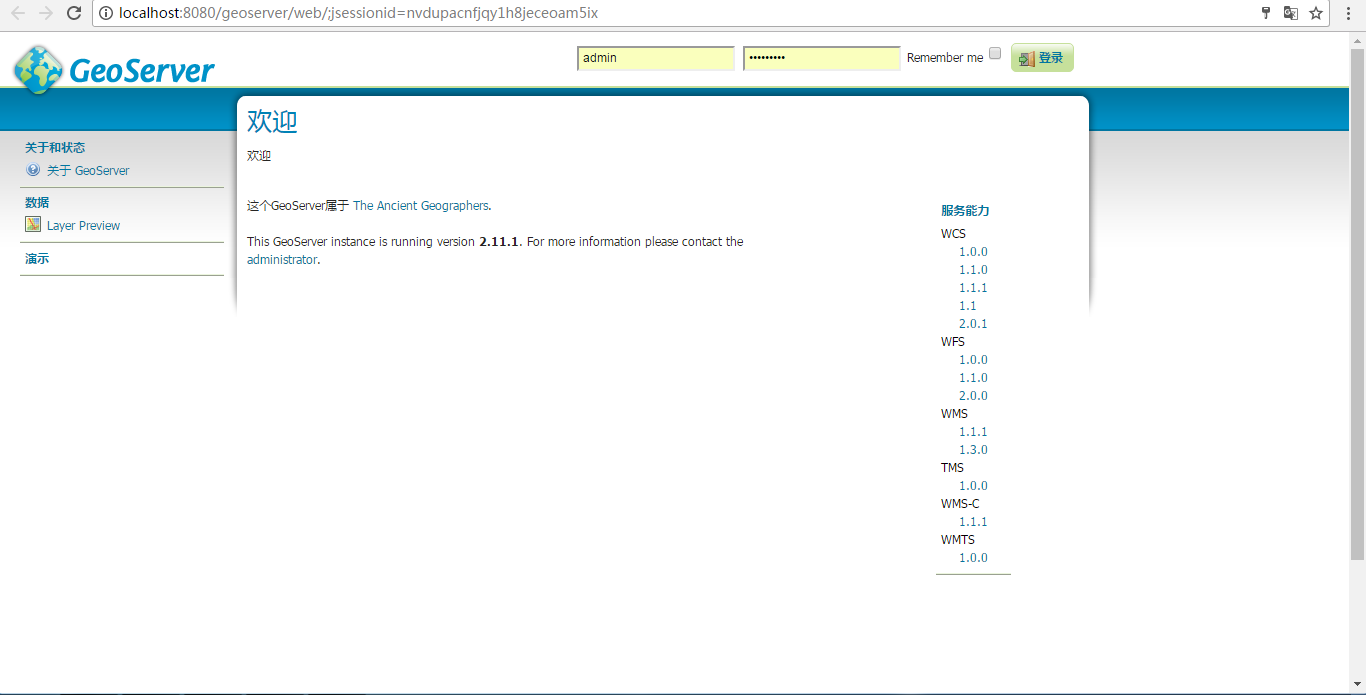 localhost:8080/geoserver/web/;jsessionid=nvdupacnfjqy1h8jeceoam5ix
GeoServer
admin
•••••••••
Remember me
登录
关于和状态
关于 GeoServer
数据
Layer Preview
演示
欢迎
欢迎
这个GeoServer属于 The Ancient Geographers.
This GeoServer instance is running version 2.11.1. For more information please contact the
administrator.
服务能力
WCS
1.0.0
1.1.0
1.1.1
1.1
2.0.1
WFS
1.0.0
1.1.0
2.0.0
WMS
1.1.1
1.3.0
TMS
1.0.0
WMS-C
1.1.1
WMTS
1.0.0